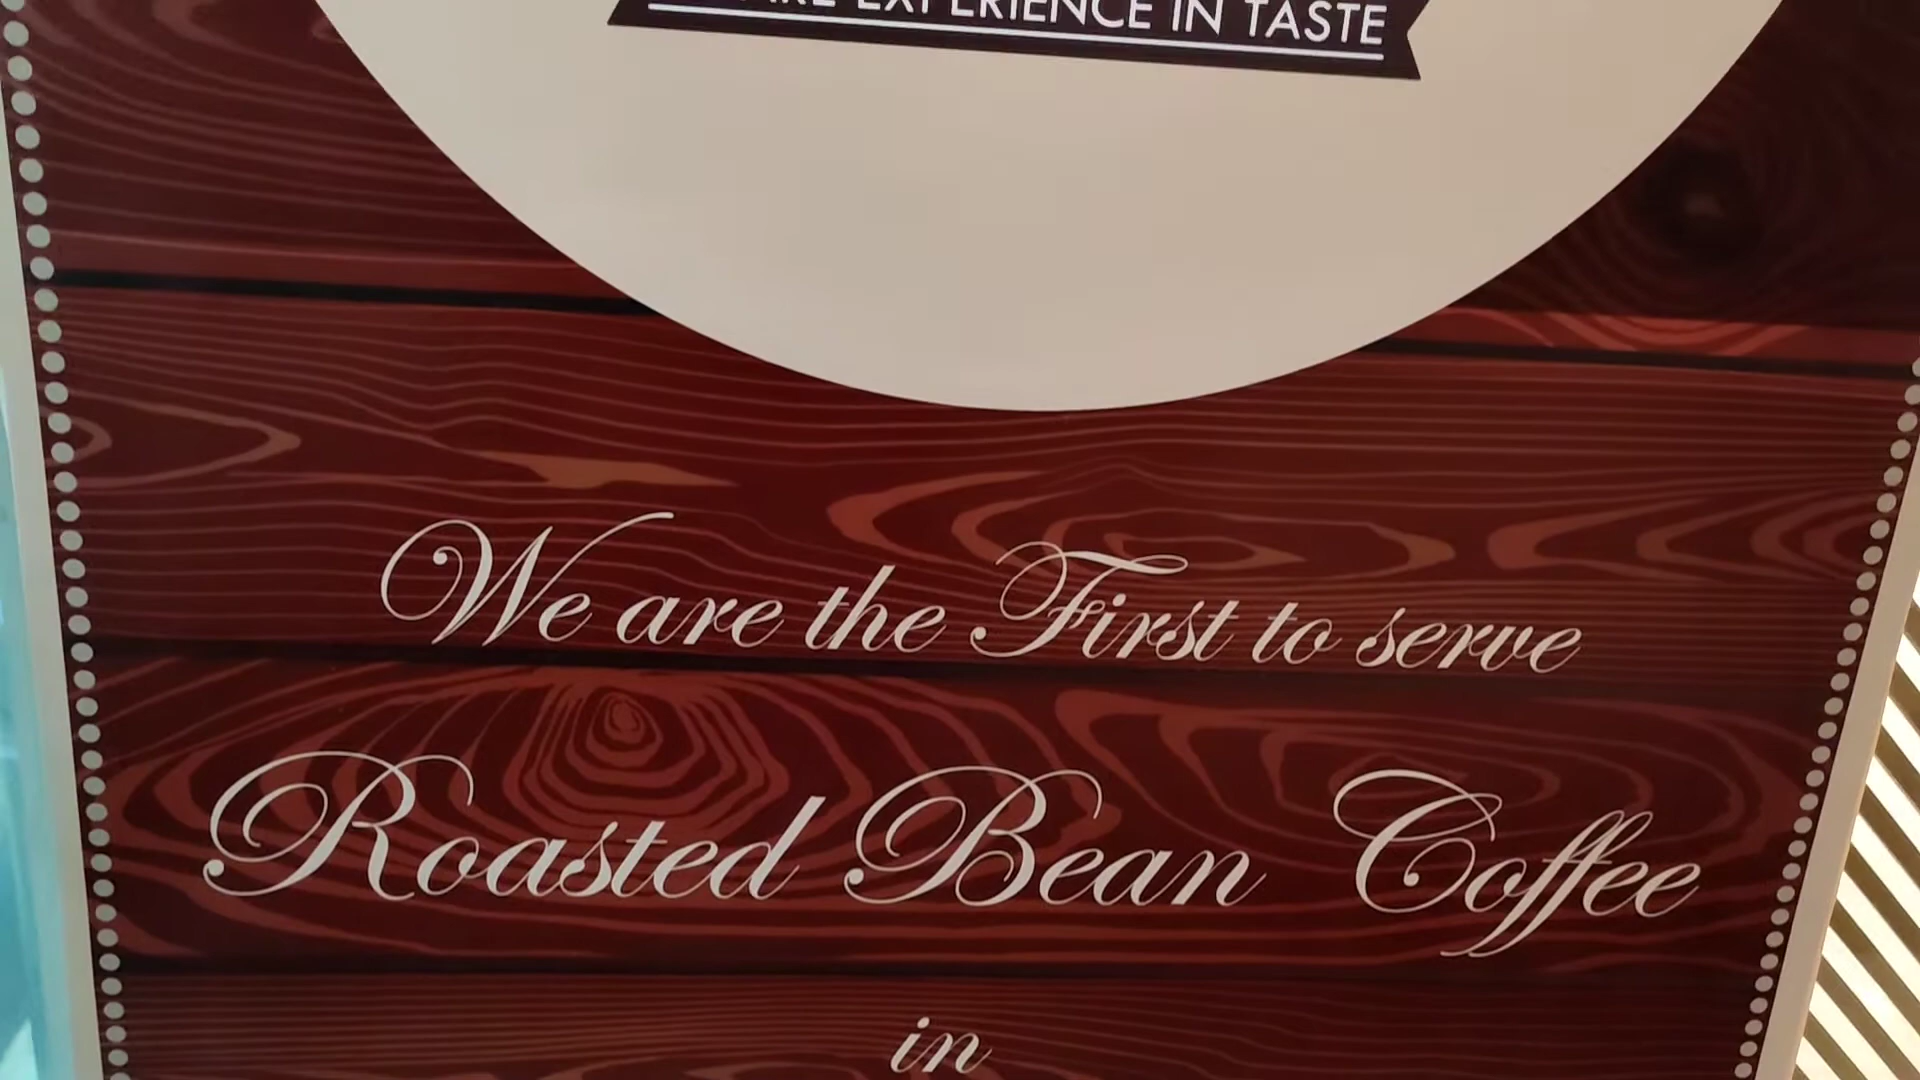 EXPERIENCE IN TASTE
We are the First to serve
Roasted Bean Coffee
in